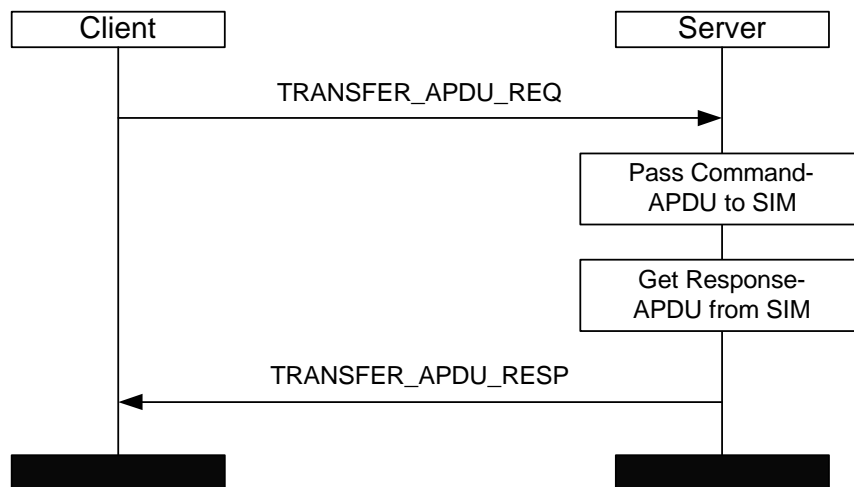 Client
Server
TRANSFER_APDU_REQ
Pass Command-
APDU to SIM
Get Response-
APDU from SIM
TRANSFER_APDU_RESP